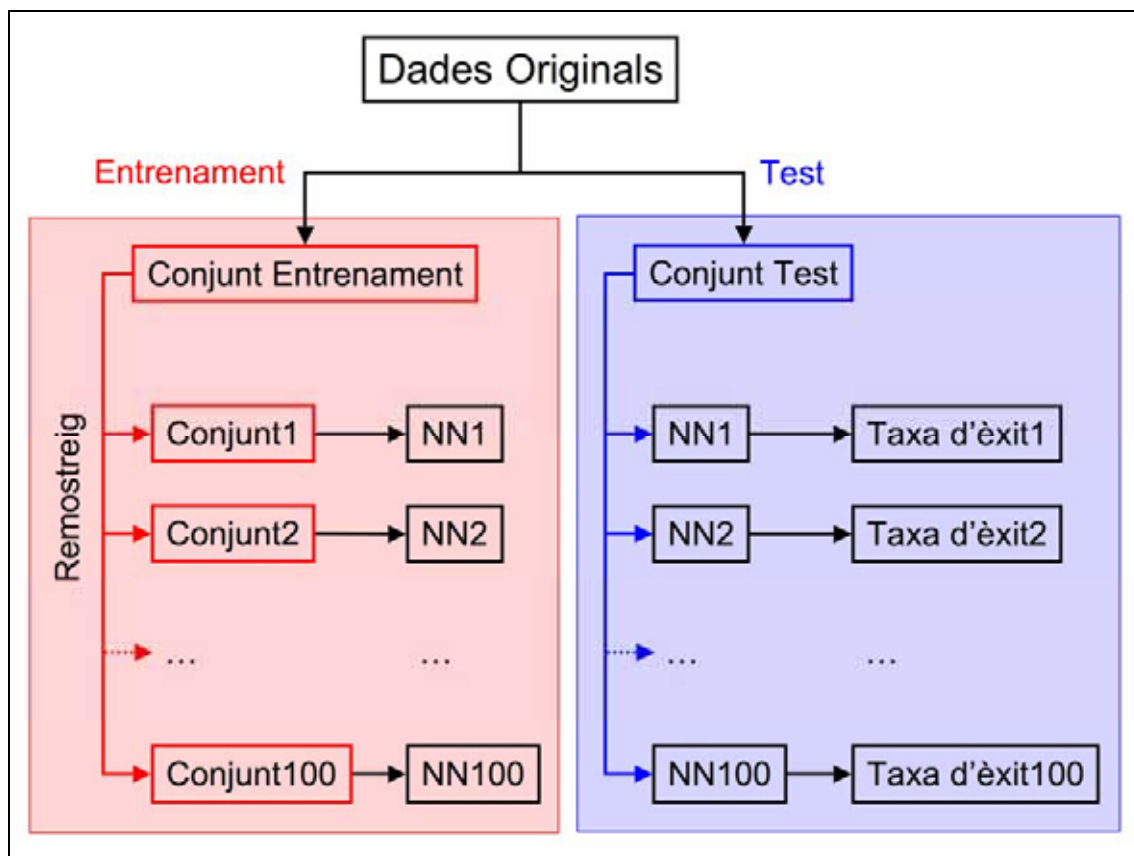 Dades Originals
Entrenament
Test
Conjunt Entrenament
Remostreig
Conjunt1
NN1
Conjunt2
NN2
...
...
Conjunt100
NN100
Conjunt Test
NN1
Taxa d'èxit1
NN2
Taxa d'èxit2
...
...
NN100
Taxa d'èxit100